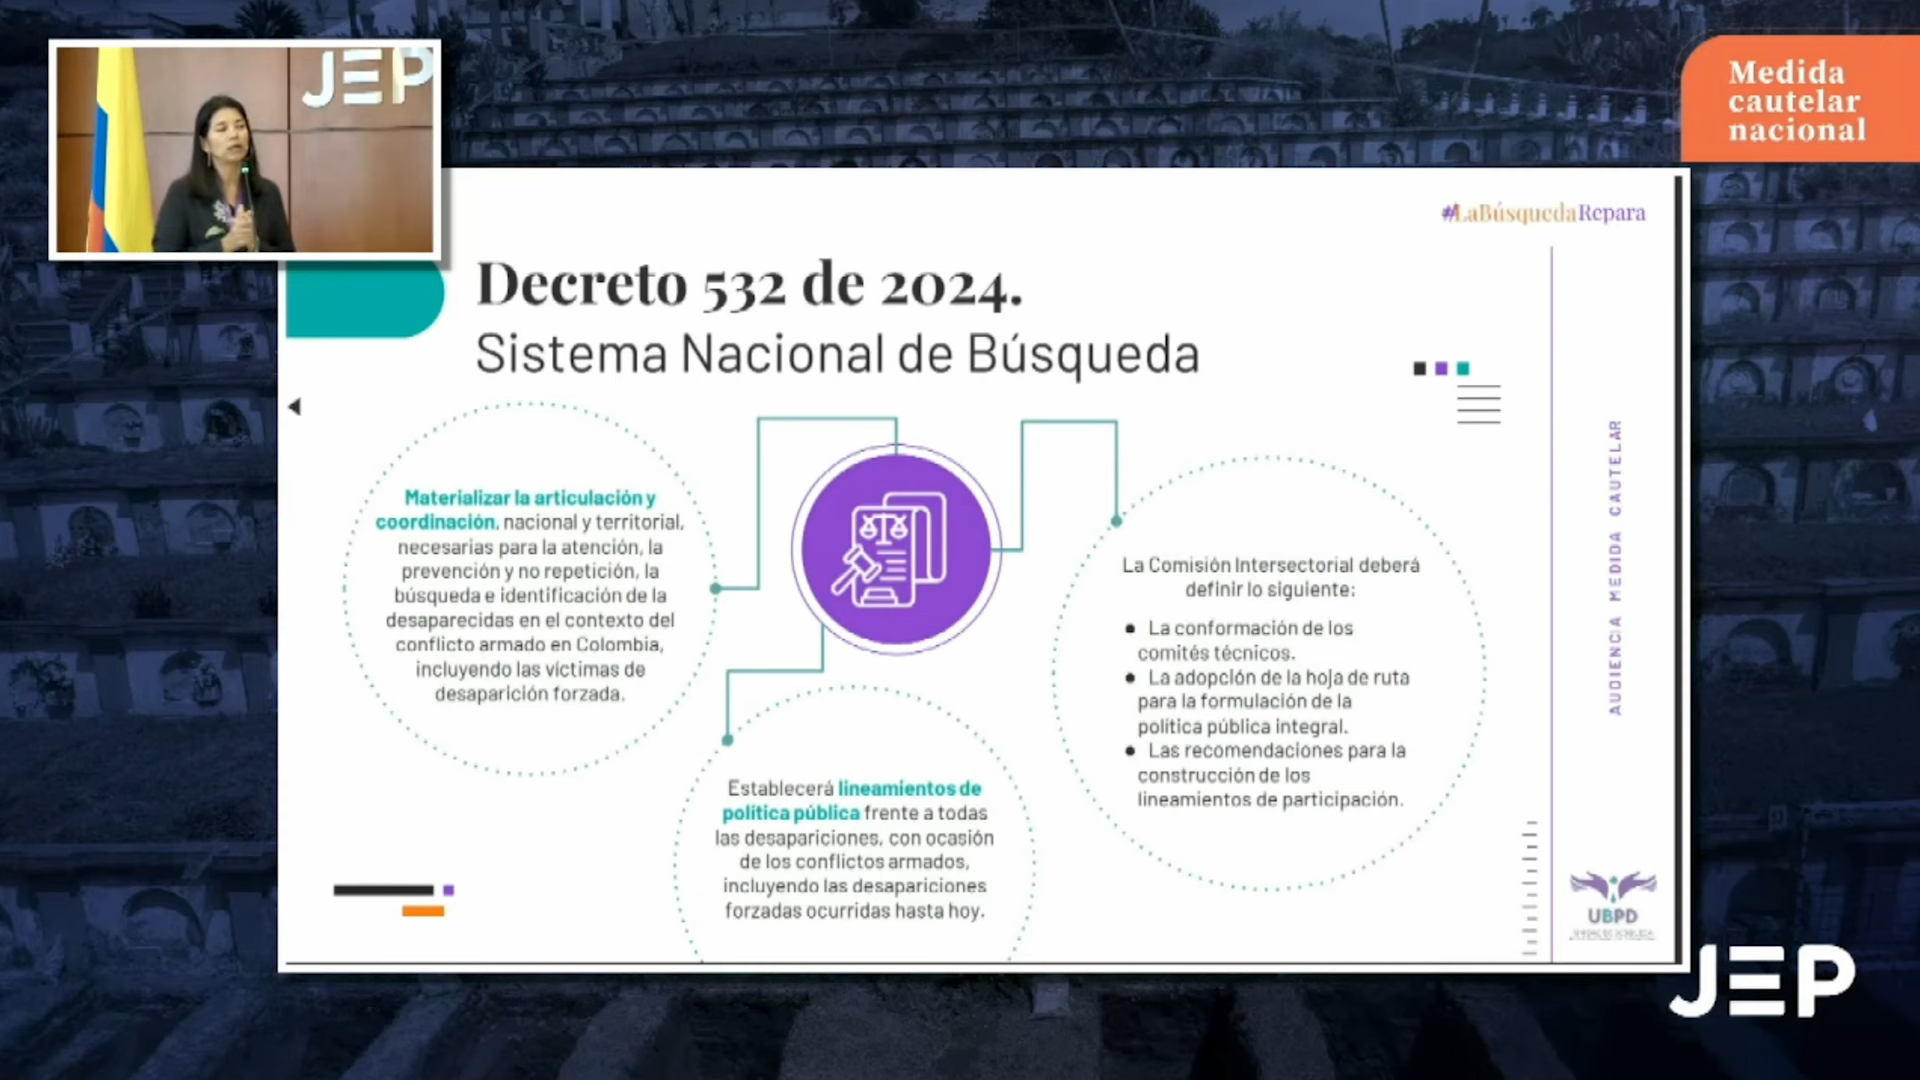 JEP
Medida
cautelar
nacional
#LaBúsquedaRepara
Decreto 532 de 2024.
Sistema Nacional de Búsqueda
Materializar la articulación y
coordinación, nacional y territorial,
necesarias para la atención, la
prevención y no repetición, la
búsqueda e identificación de la
desaparecidas en el contexto del
conflicto armado en Colombia,
incluyendo las víctimas de
desaparición forzada.
Establecerá lineamientos de
política pública frente a todas
las desapariciones, con ocasión
de los conflictos armados,
incluyendo las desapariciones
forzadas ocurridas hasta hoy.
La Comisión Intersectorial deberá
definir lo siguiente:
● La conformación de los
comités técnicos.
● La adopción de la hoja de ruta
para la formulación de la
política pública integral.
● Las recomendaciones para la
construcción de los
lineamientos de participación.
AUDIENCIA MEDIDA CAUTELAR
UBPD
JEP